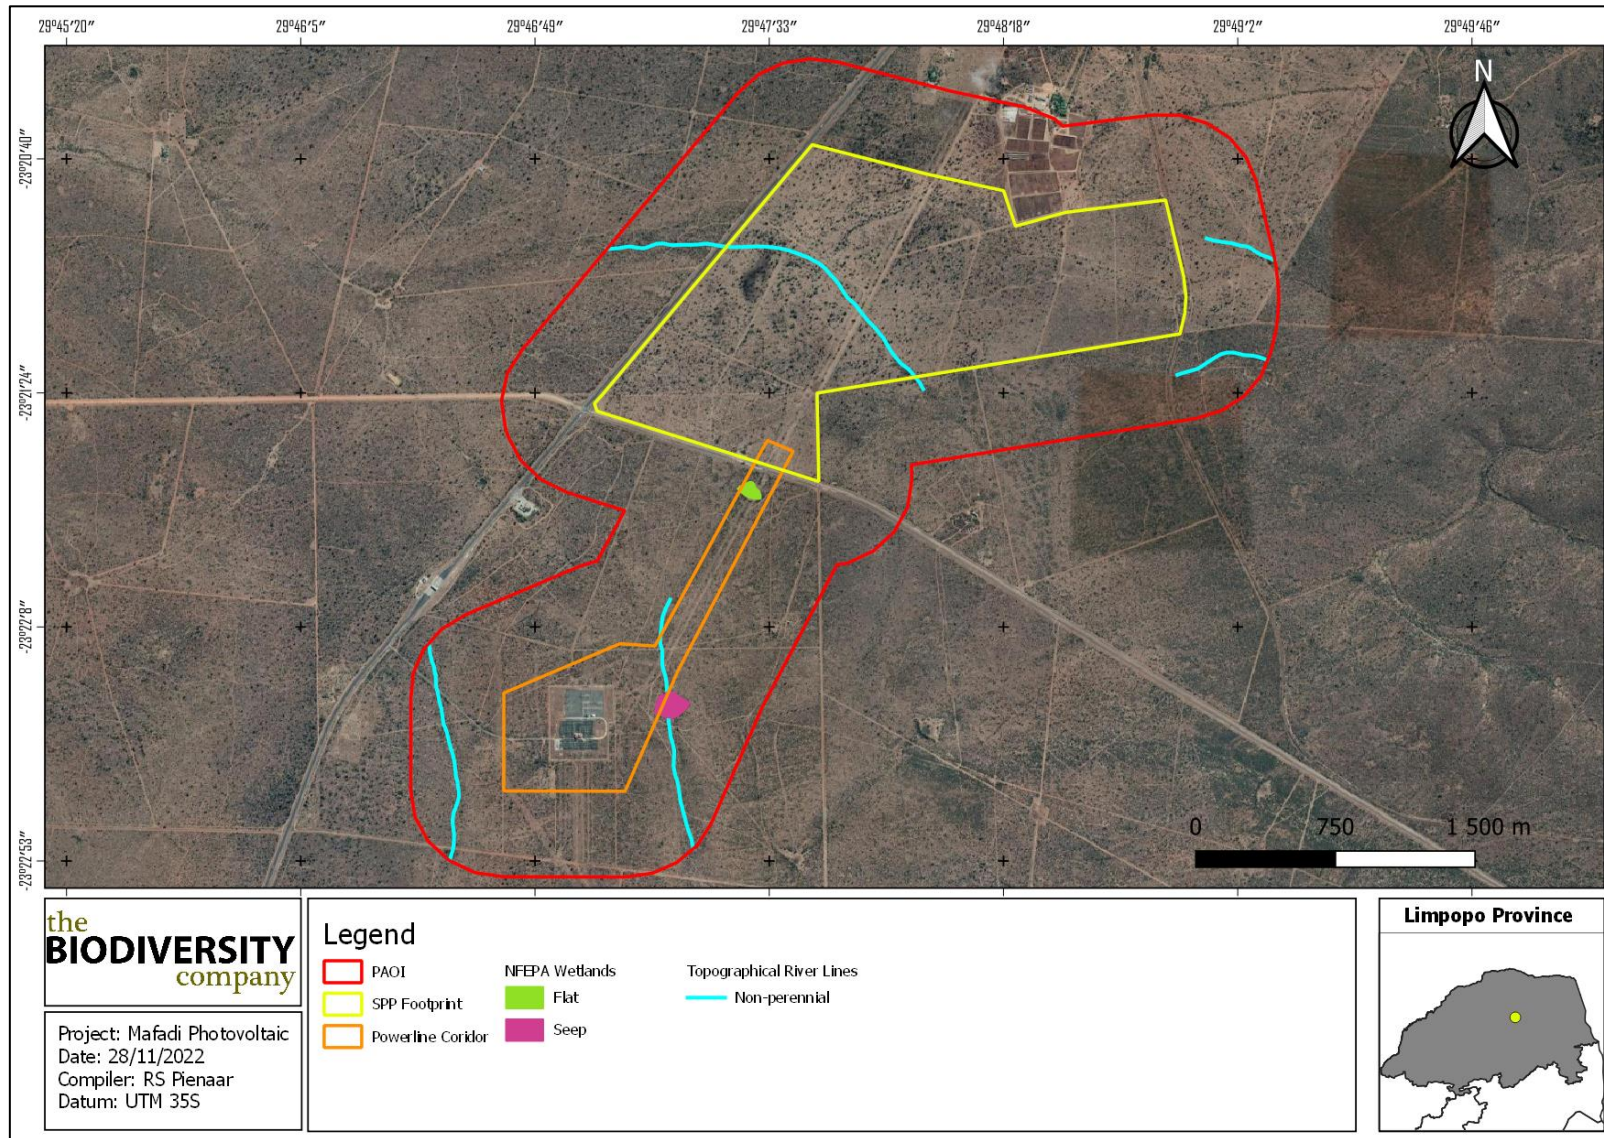 29°45'20" 29°46'5" 29°46'49" 29°47'33" 29°48'18" 29°49'2" 29°49'46"
-23°20'40"
-23°21'24"
-23°22'8"
-23°22'53"
N
0 750 1 500 m
the
BIODIVERSITY
company
Project: Mafadi Photovoltaic
Date: 28/11/2022
Compiler: RS Pienaar
Datum: UTM 35S
Legend
PAOI
SPP Footprint
Powerline Coridor
NFEPA Wetlands
Flat
Seep
Topographical River Lines
Non-perennial
Limpopo Province